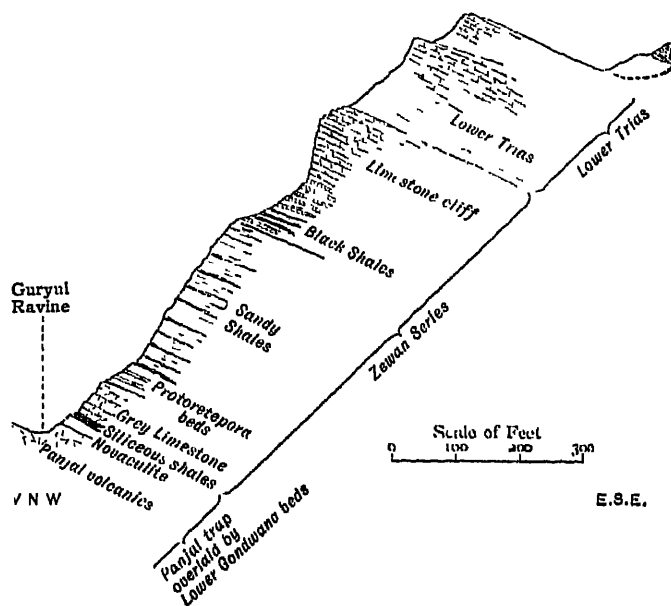 Lower Trias
Lower Trias
Limestone cliff
Black Shales
Guryul
Ravine
Sandy
Shales
Zewan Series
Protoretepora
beds
Grey Limestone
Siliceous shales
Novaculite
Panjal volcanics
Scale of Feet
0 100 200 300
W N W
E.S.E.
Panjal trap
overlaid by
Lower Gondwana beds